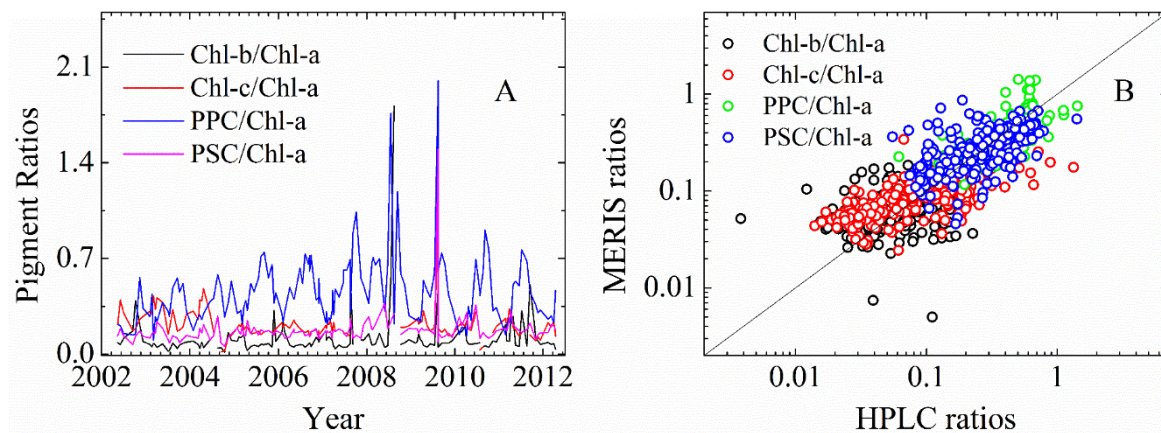 Chl-b/Chl-a
Chl-c/Chl-a
PPC/Chl-a
PSC/Chl-a
A
Pigment Ratios
2.1
1.4
0.7
0.0
2002 2004 2006 2008 2010 2012
Year
Chl-b/Chl-a
Chl-c/Chl-a
PPC/Chl-a
PSC/Chl-a
B
MERIS ratios
1
0.1
0.01
0.01 0.1 1
HPLC ratios